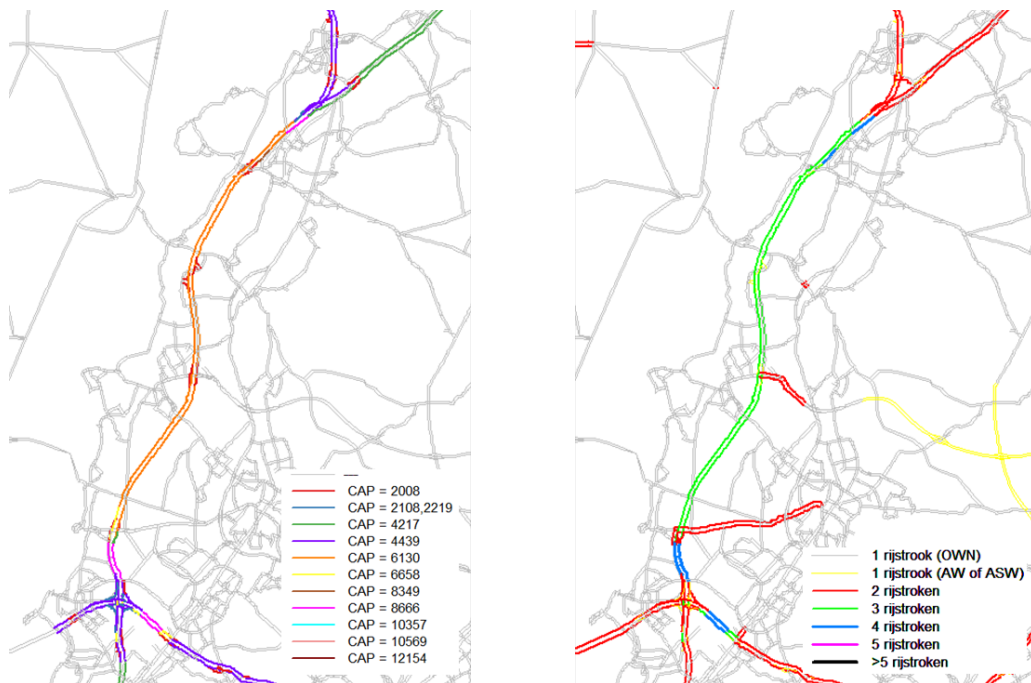 CAP = 2008
CAP = 2108,2219
CAP = 4217
CAP = 4439
CAP = 6130
CAP = 6658
CAP = 8349
CAP = 8666
CAP = 10357
CAP = 10569
CAP = 12154
1 rijstrook (OWN)
1 rijstrook (AW of ASW)
2 rijstroken
3 rijstroken
4 rijstroken
5 rijstroken
>5 rijstroken